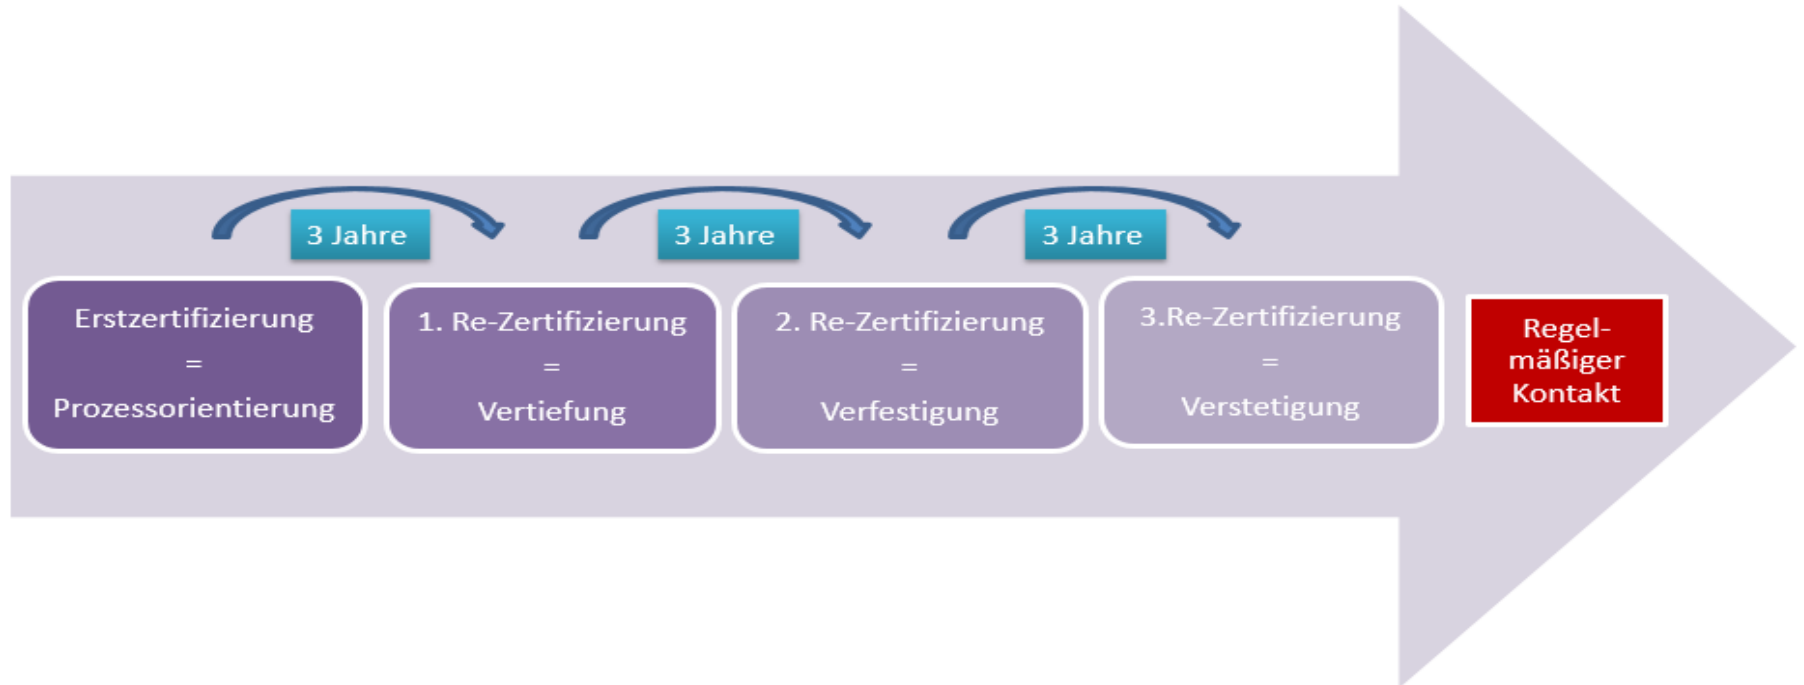 3 Jahre
3 Jahre
3 Jahre
Erstzertifizierung
=
Prozessorientierung
1. Re-Zertifizierung
=
Vertiefung
2. Re-Zertifizierung
=
Verfestigung
3.Re-Zertifizierung
=
Verstetigung
Regel-
mäßiger
Kontakt